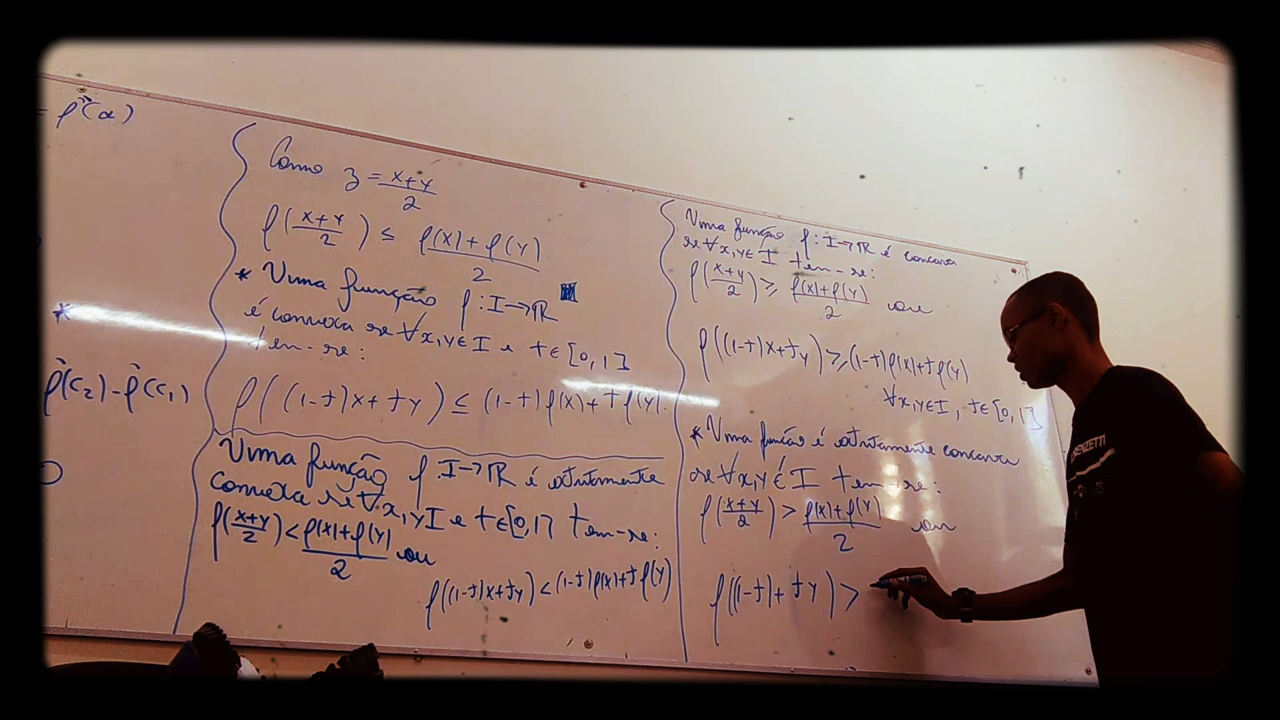 = f''(α)
*
f'(c₂)-f'(c₁)
Como z = (x+y)/2
f((x+y)/2) ≤ (f(x)+f(y))/2
* Uma função f: I→ℝ
é convexa se ∀x,y∈I e t∈[0,1]
tem-se:
f((1-t)x+ty) ≤ (1-t)f(x)+tf(y).
Uma função f: I→ℝ é estritamente
convexa se ∀x,y I e t∈[0,1] tem-se:
f((x+y)/2) < (f(x)+f(y))/2 ou
f((1-t)x+ty) < (1-t)f(x)+tf(y)
Uma função f: I→ℝ é concava
se ∀x,y∈I tem-se:
f((x+y)/2) ≥ (f(x)+f(y))/2 ou
f((1-t)x+ty) ≥ (1-t)f(x)+tf(y)
∀x,y∈I, t∈[0,1]
* Uma função é estritamente concava
se ∀x,y∈I tem-se:
f((x+y)/2) > (f(x)+f(y))/2 ou
f((1-t)+ty) >